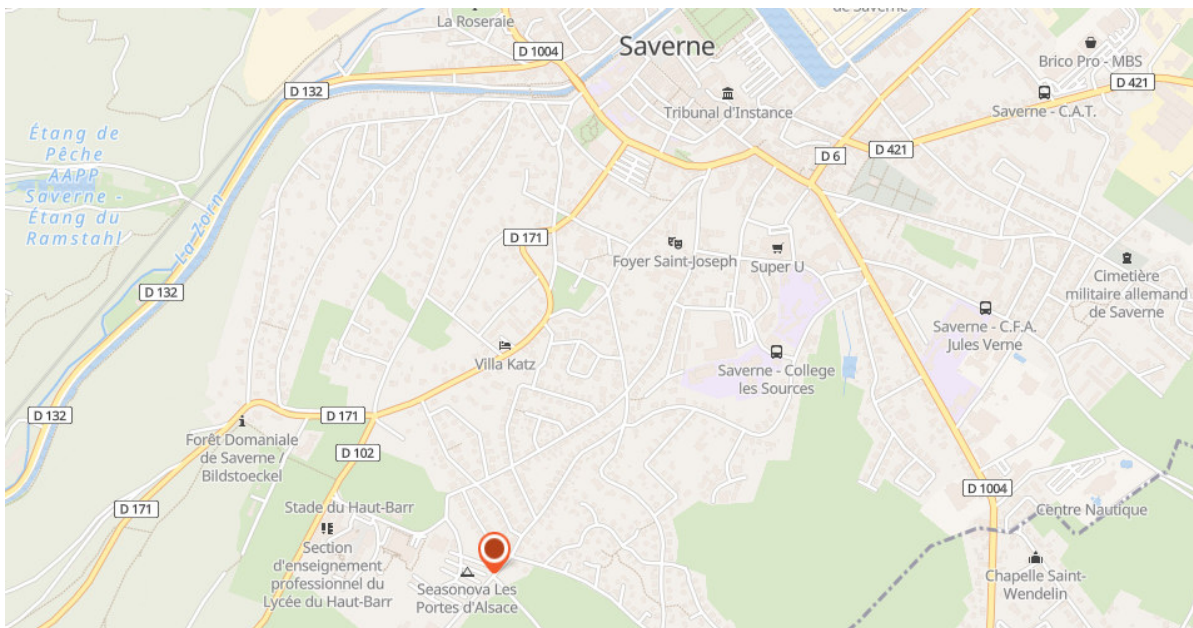 de Saverne
La Roseraie
D 1004
Saverne
Brico Pro - MBS
D 421
D 132
Tribunal d'Instance
Saverne - C.A.T.
Étang de
Pêche
AAPP
Saverne -
Étang du
Ramstahl
D 421
D 6
La Zorn
D 171
Foyer Saint-Joseph
Super U
Cimetière
militaire allemand
de Saverne
D 132
Saverne - C.F.A.
Jules Verne
Villa Katz
Saverne - College
les Sources
D 132
D 171
Forêt Domaniale
de Saverne /
Bildstoeckel
D 102
D 1004
D 171
Stade du Haut-Barr
Centre Nautique
Section
d'enseignement
professionnel du
Lycée du Haut-Barr
Seasonova Les
Portes d'Alsace
Chapelle Saint-
Wendelin